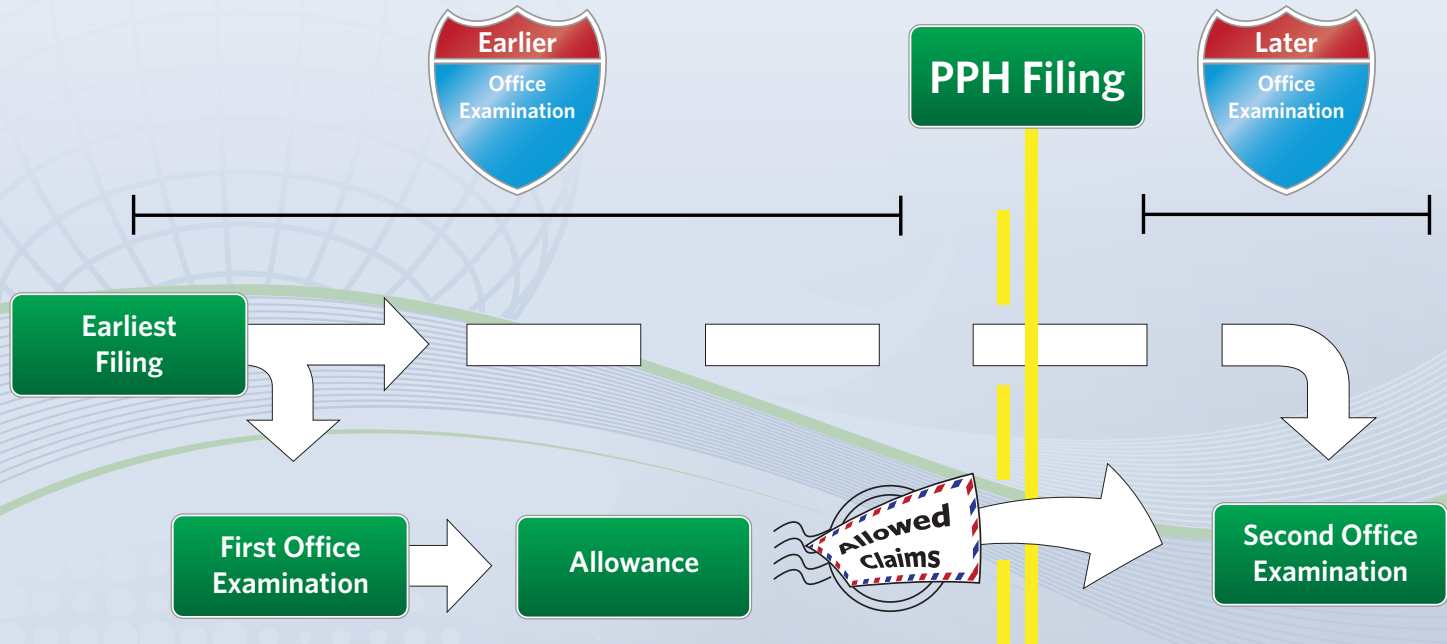 Earlier
Office
Examination
PPH Filing
Later
Office
Examination
Earliest
Filing
First Office
Examination
Allowance
Allowed
Claims
Second Office
Examination